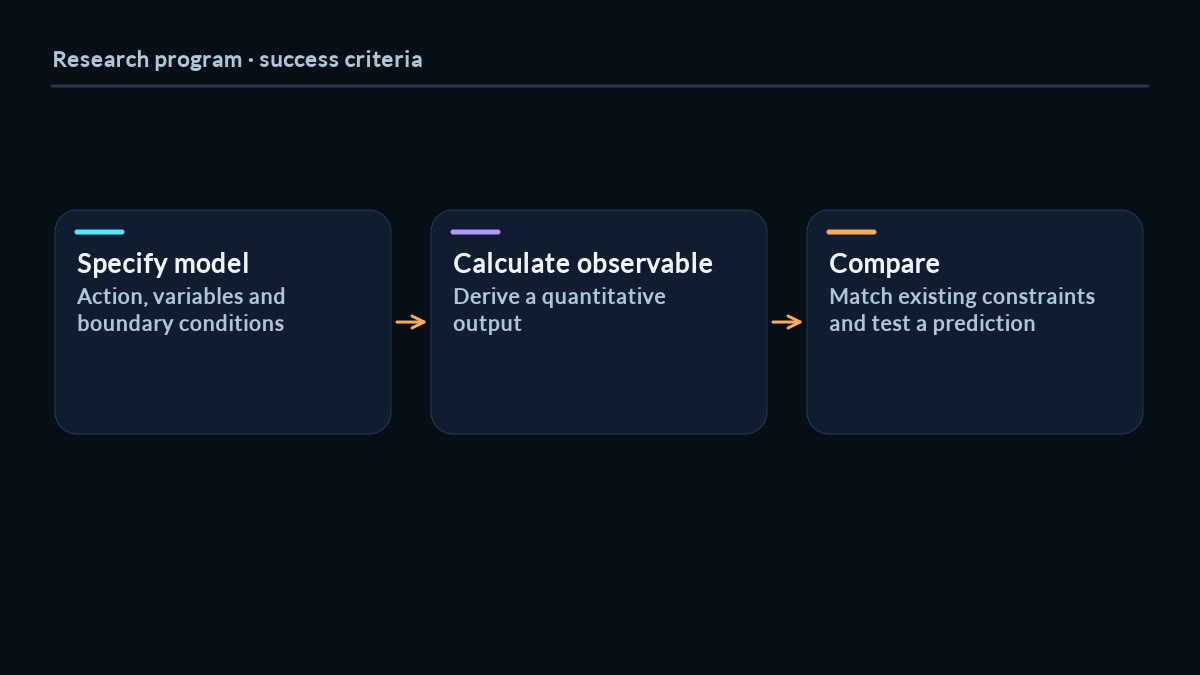 Research program · success criteria
Specify model
Action, variables and
boundary conditions
Calculate observable
Derive a quantitative
output
Compare
Match existing constraints
and test a prediction